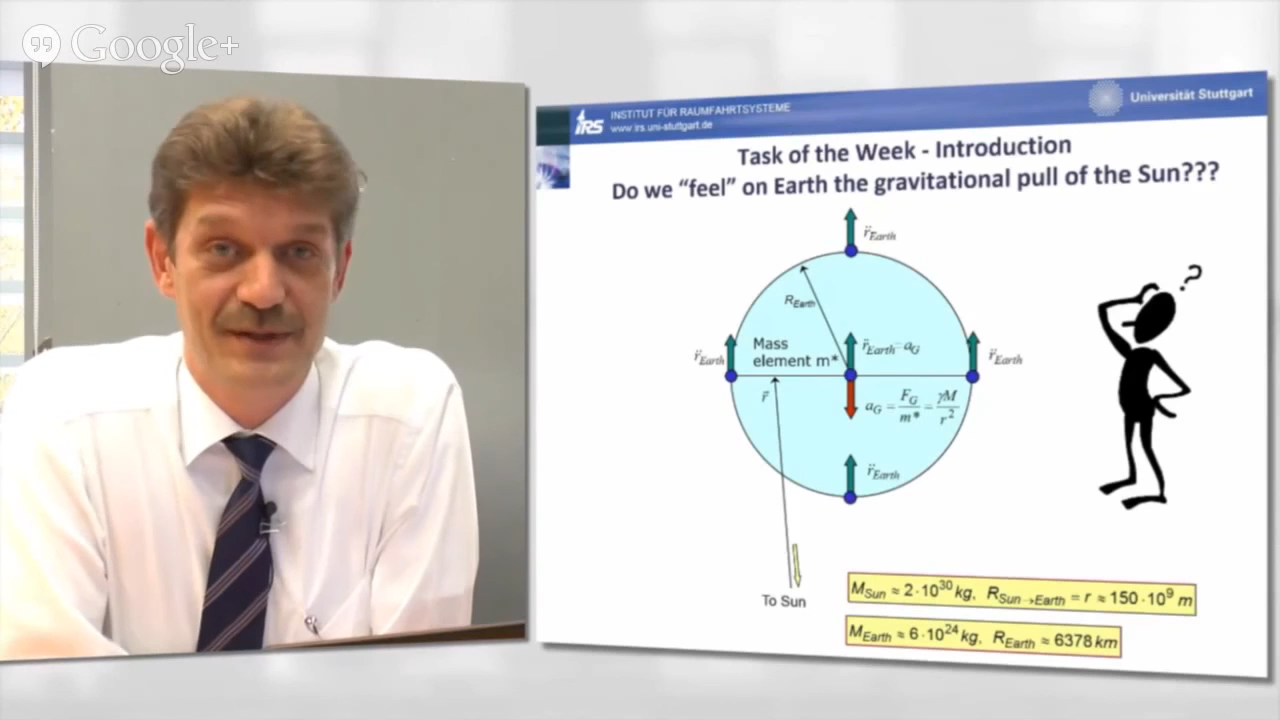 Google+
INSTITUT FÜR RAUMFAHRTSYSTEME
IRS
www.irs.uni-stuttgart.de
Universität Stuttgart
Task of the Week - Introduction
Do we “feel” on Earth the gravitational pull of the Sun???
r̈Earth
REarth
Mass
element m*
r̈Earth
r̈Earth=aG
r̈Earth
r⃗
aG = FG/m* = γM/r²
r̈Earth
To Sun
MSun ≈ 2·10³⁰ kg, RSun→Earth = r ≈ 150·10⁹ m
MEarth ≈ 6·10²⁴ kg, REarth ≈ 6378 km
?